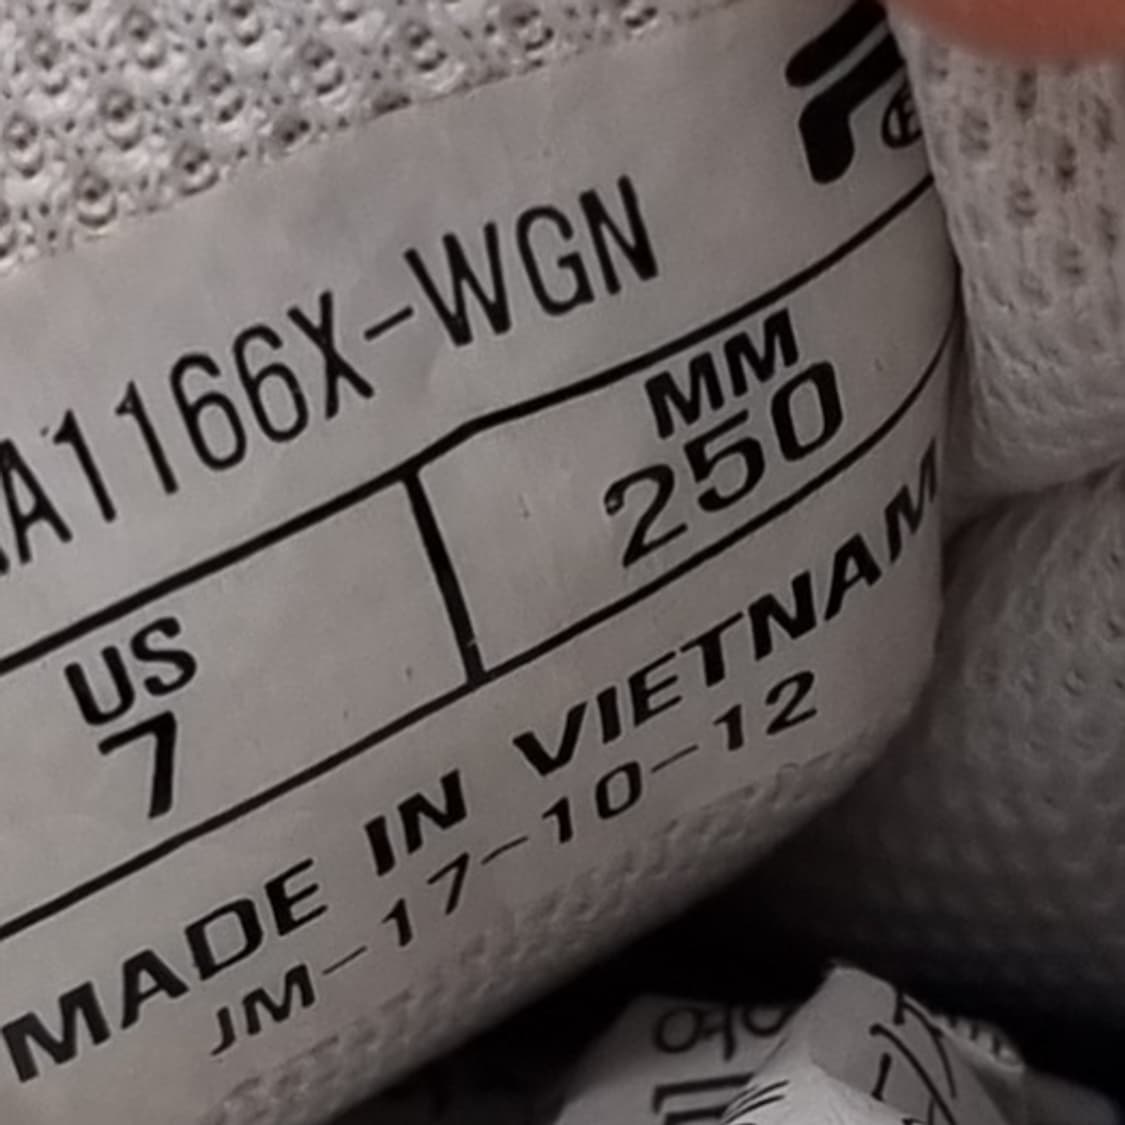 A1166X-WGN
US
7
MM
250
MADE IN VIETNAM
JM-17-10-12